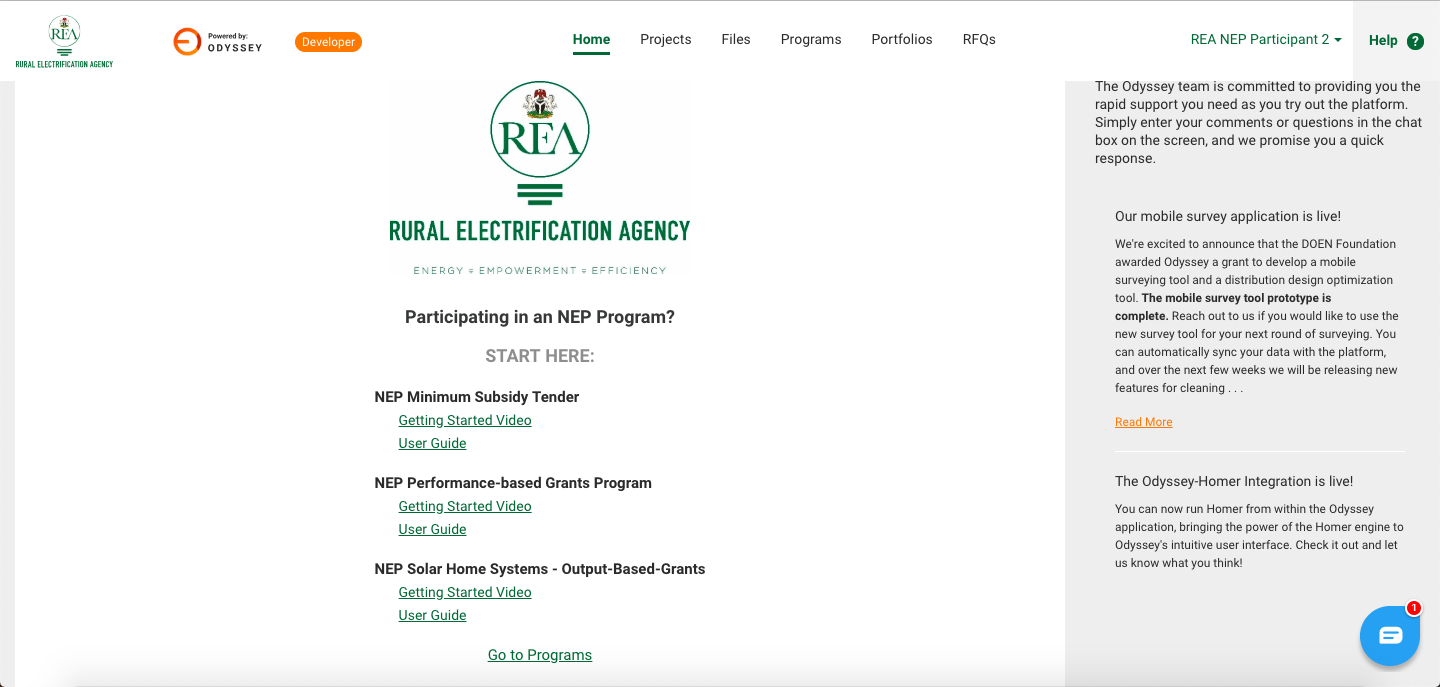 REA
RURAL ELECTRIFICATION AGENCY
Powered by:
ODYSSEY
Developer
Home
Projects
Files
Programs
Portfolios
RFQs
REA NEP Participant 2
Help ?
REA
RURAL ELECTRIFICATION AGENCY
ENERGY EMPOWERMENT EFFICIENCY
Participating in an NEP Program?
START HERE:
NEP Minimum Subsidy Tender
Getting Started Video
User Guide
NEP Performance-based Grants Program
Getting Started Video
User Guide
NEP Solar Home Systems - Output-Based-Grants
Getting Started Video
User Guide
Go to Programs
The Odyssey team is committed to providing you the
rapid support you need as you try out the platform.
Simply enter your comments or questions in the chat
box on the screen, and we promise you a quick
response.
Our mobile survey application is live!
We're excited to announce that the DOEN Foundation
awarded Odyssey a grant to develop a mobile
surveying tool and a distribution design optimization
tool. The mobile survey tool prototype is
complete. Reach out to us if you would like to use the
new survey tool for your next round of surveying. You
can automatically sync your data with the platform,
and over the next few weeks we will be releasing new
features for cleaning . . .
Read More
The Odyssey-Homer Integration is live!
You can now run Homer from within the Odyssey
application, bringing the power of the Homer engine to
Odyssey's intuitive user interface. Check it out and let
us know what you think!
1